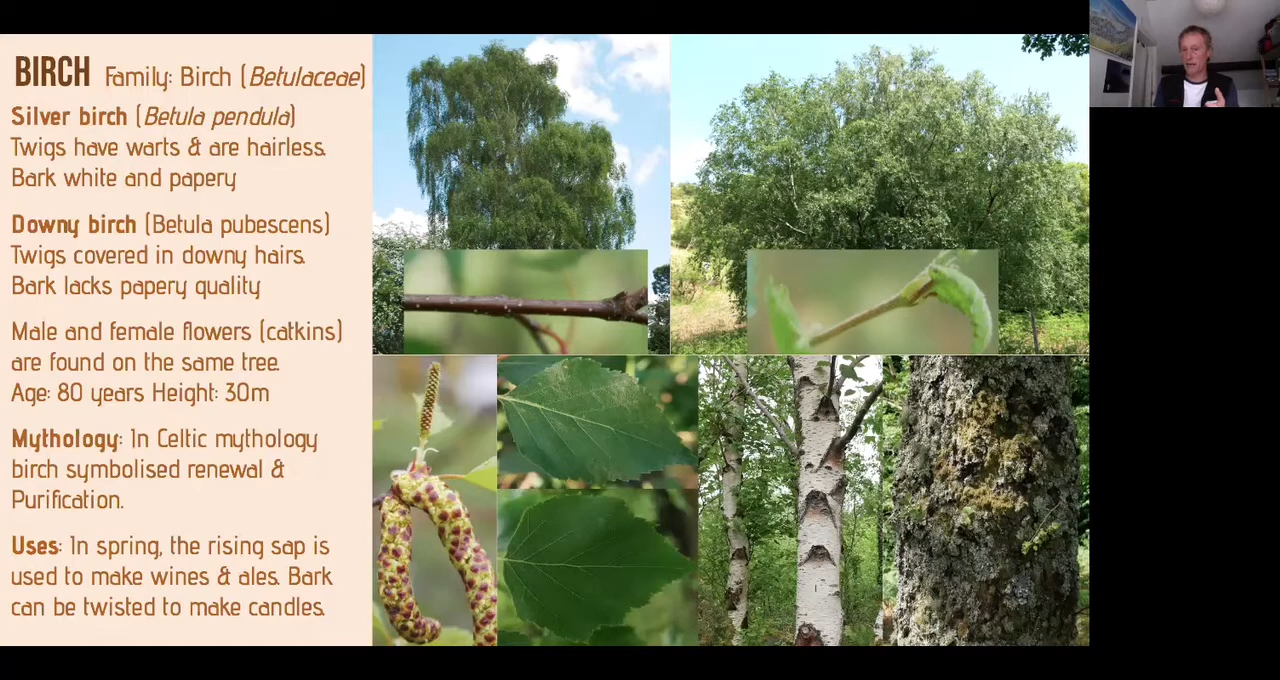 BIRCH Family: Birch (Betulaceae)
Silver birch (Betula pendula)
Twigs have warts & are hairless.
Bark white and papery
Downy birch (Betula pubescens)
Twigs covered in downy hairs.
Bark lacks papery quality
Male and female flowers (catkins)
are found on the same tree.
Age: 80 years Height: 30m
Mythology: In Celtic mythology
birch symbolised renewal &
Purification.
Uses: In spring, the rising sap is
used to make wines & ales. Bark
can be twisted to make candles.